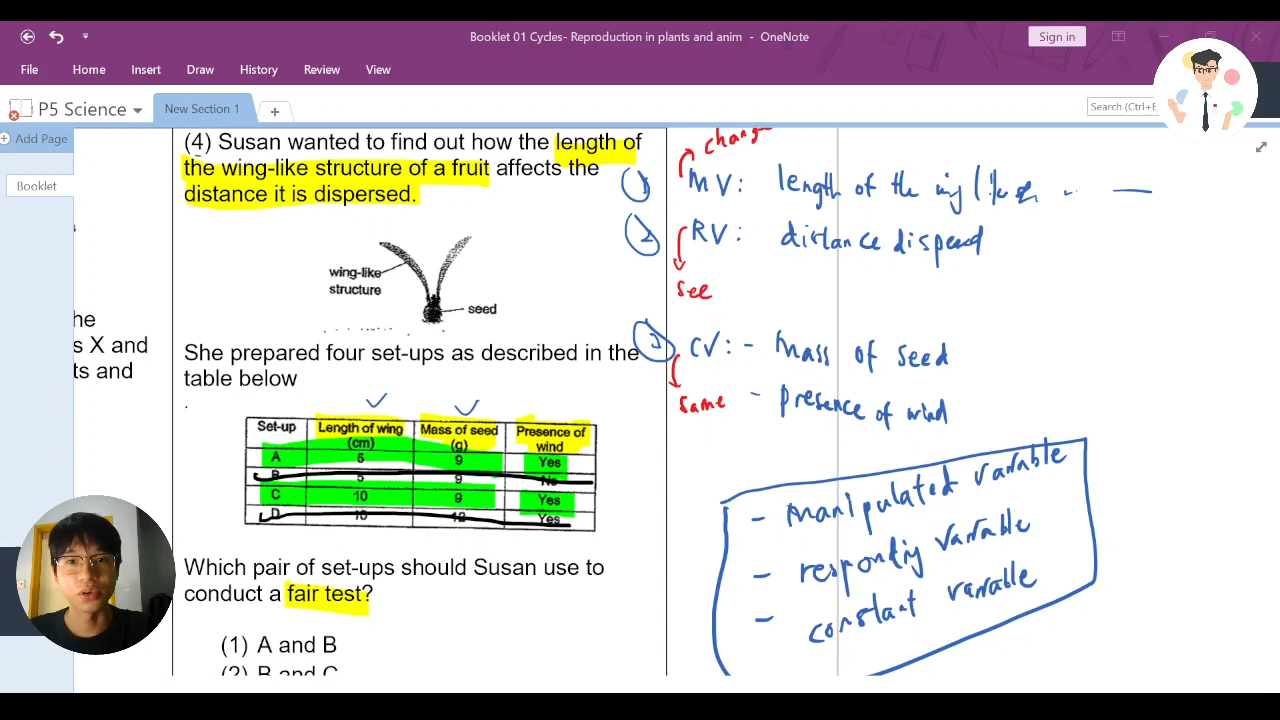 Booklet 01 Cycles- Reproduction in plants and anim - OneNote
Sign in
File Home Insert Draw History Review View
P5 Science
New Section 1
Search (Ctrl+E
Add Page
Booklet
he
s X and
ts and
(4) Susan wanted to find out how the length of
the wing-like structure of a fruit affects the
distance it is dispersed.
wing-like
structure
seed
She prepared four set-ups as described in the
table below
Set-up Length of wing (cm) Mass of seed (g) Presence of wind
A 5 9 Yes
B 5 9 No
C 10 9 Yes
D 10 12 Yes
Which pair of set-ups should Susan use to
conduct a fair test?
(1) A and B
(2) B and C
change
1 MV: length of the wing
2 RV: distance dispersed
see
CV: - mass of seed
same - presence of wind
- manipulated variable
- responding variable
- constant variable